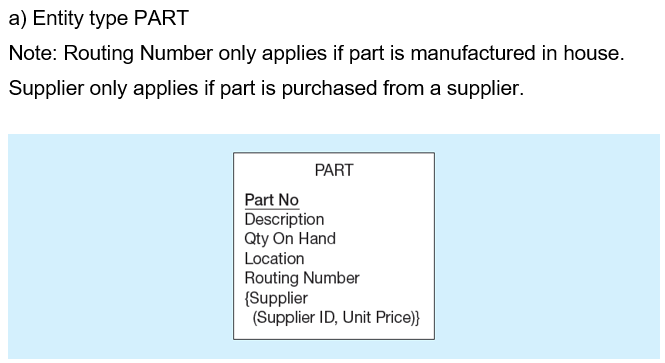 a) Entity type PART
Note: Routing Number only applies if part is manufactured in house.
Supplier only applies if part is purchased from a supplier.
PART
Part No
Description
Qty On Hand
Location
Routing Number
{Supplier
(Supplier ID, Unit Price)}